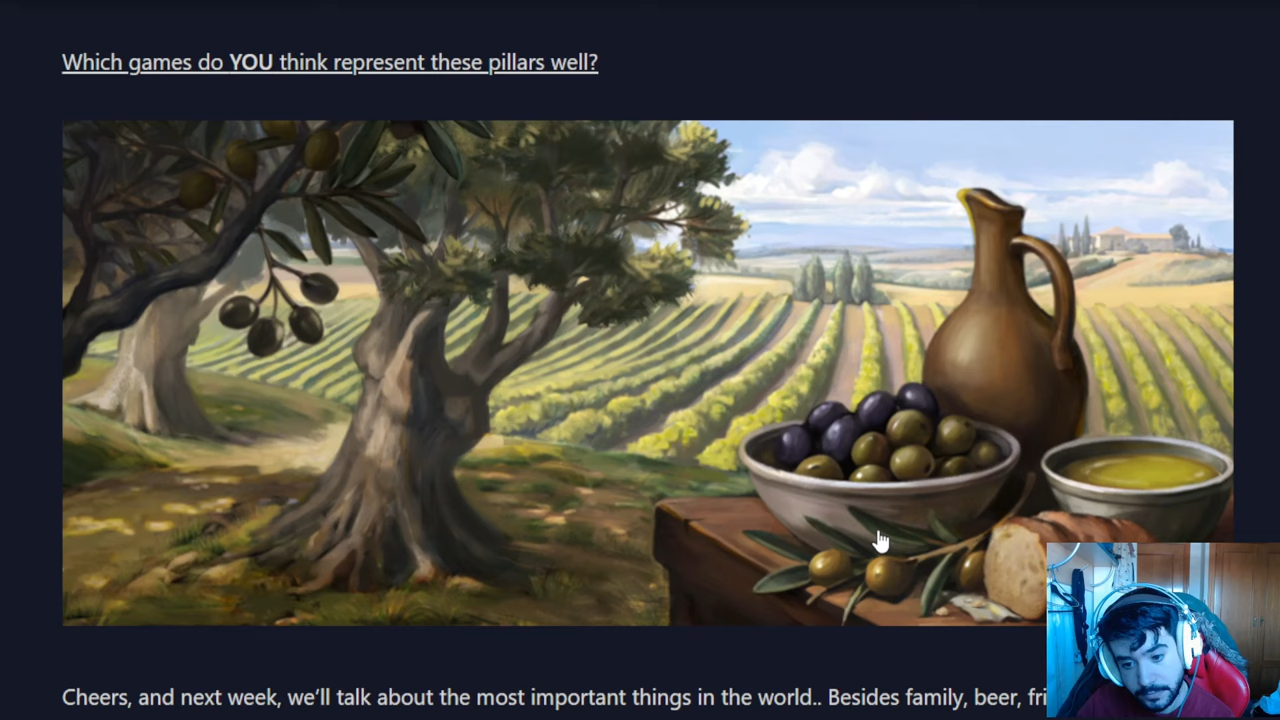 Which games do YOU think represent these pillars well?
Cheers, and next week, we'll talk about the most important things in the world.. Besides family, beer,